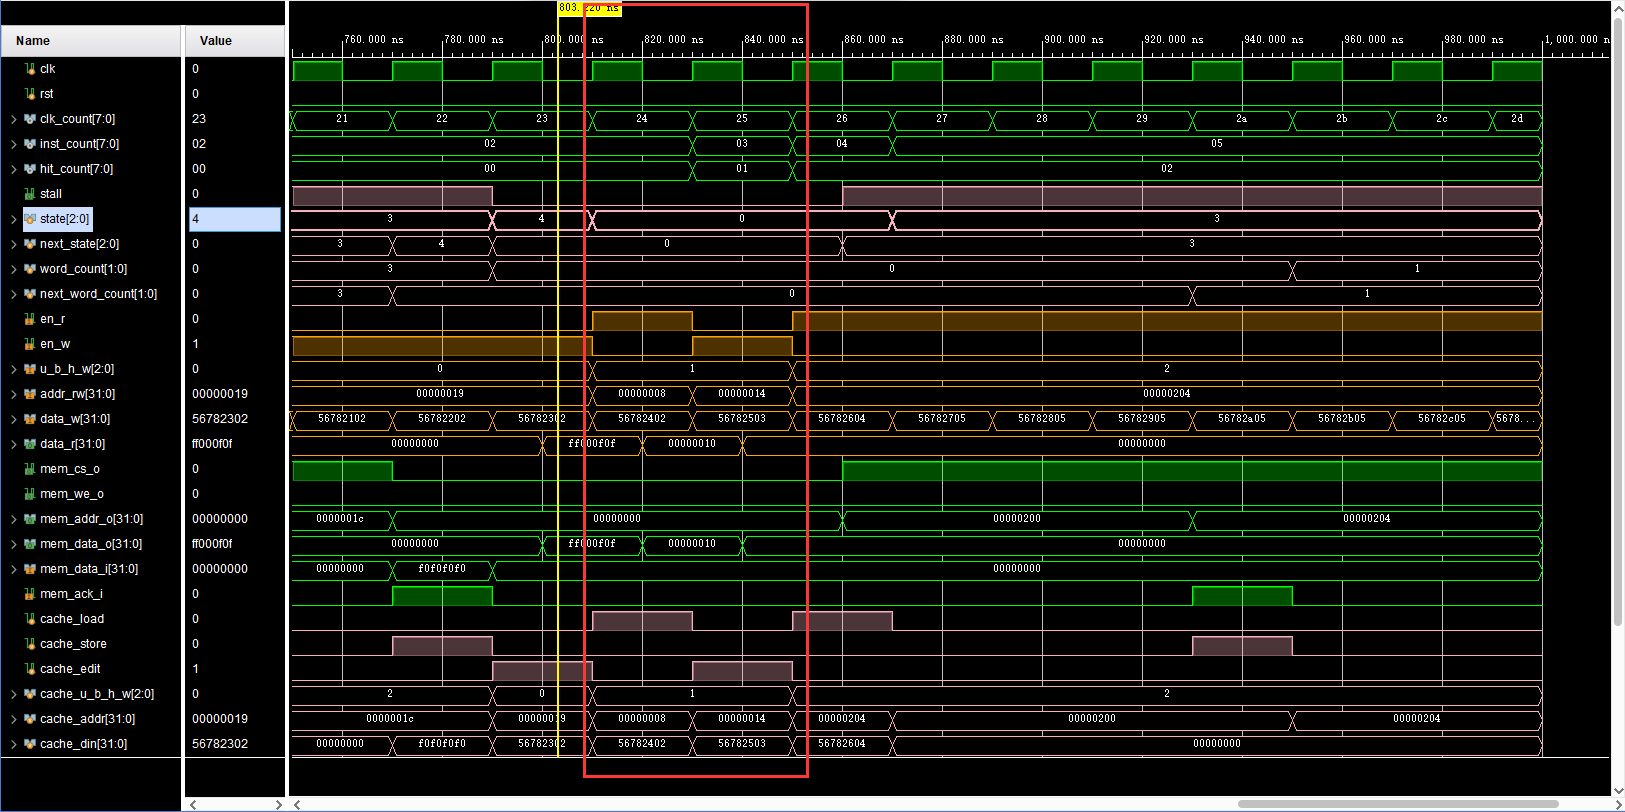 803.220 ns
Name Value 760.000 ns 780.000 ns 800.000 ns 820.000 ns 840.000 ns 860.000 ns 880.000 ns 900.000 ns 920.000 ns 940.000 ns 960.000 ns 980.000 ns 1,000.000 n
clk 0
rst 0
clk_count[7:0] 23 21 22 23 24 25 26 27 28 29 2a 2b 2c 2d
inst_count[7:0] 02 02 03 04 05
hit_count[7:0] 00 00 01 02
stall 0
state[2:0] 4 3 4 0 3
next_state[2:0] 0 3 4 0 3
word_count[1:0] 0 3 0 1
next_word_count[1:0] 0 3 0 1
en_r 0
en_w 1
u_b_h_w[2:0] 0 0 1 2
addr_rw[31:0] 00000019 00000019 00000008 00000014 00000204
data_w[31:0] 56782302 56782102 56782202 56782302 56782402 56782503 56782604 56782705 56782805 56782905 56782a05 56782b05 56782c05 5678...
data_r[31:0] ff000f0f 00000000 ff000f0f 00000010 00000000
mem_cs_o 0
mem_we_o 0
mem_addr_o[31:0] 00000000 0000001c 00000000 00000200 00000204
mem_data_o[31:0] ff000f0f 00000000 ff000f0f 00000010 00000000
mem_data_i[31:0] 00000000 00000000 f0f0f0f0 00000000
mem_ack_i 0
cache_load 0
cache_store 0
cache_edit 1
cache_u_b_h_w[2:0] 0 2 0 1 2
cache_addr[31:0] 00000019 0000001c 00000019 00000008 00000014 00000204 00000200 00000204
cache_din[31:0] 56782302 00000000 f0f0f0f0 56782302 56782402 56782503 56782604 00000000